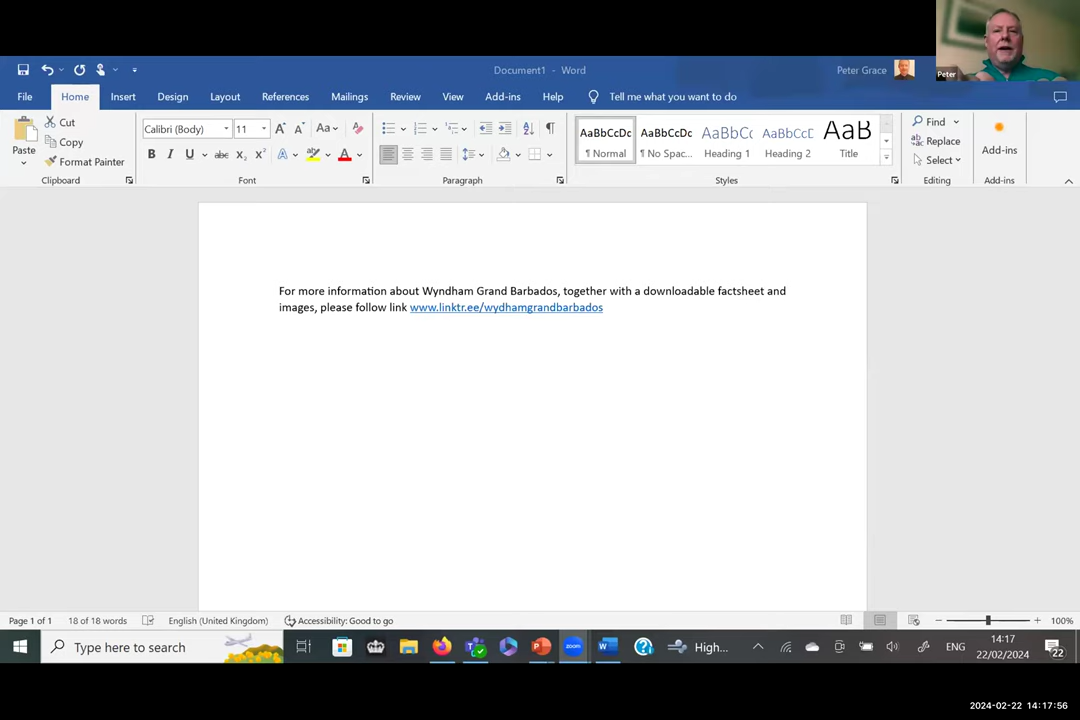 Document1 - Word
Peter Grace
Peter
File Home Insert Design Layout References Mailings Review View Add-ins Help Tell me what you want to do
Paste
Cut
Copy
Format Painter
Clipboard
Calibri (Body) 11
Font
Paragraph
AaBbCcDc AaBbCcDc AaBbCc AaBbCcD AaB
¶ Normal ¶ No Spac... Heading 1 Heading 2 Title
Styles
Find
Replace
Select
Editing
Add-ins
Add-ins
For more information about Wyndham Grand Barbados, together with a downloadable factsheet and
images, please follow link www.linktr.ee/wydhamgrandbarbados
Page 1 of 1 18 of 18 words English (United Kingdom) Accessibility: Good to go 100%
Type here to search
zoom
High...
ENG
14:17
22/02/2024
22
2024-02-22 14:17:56